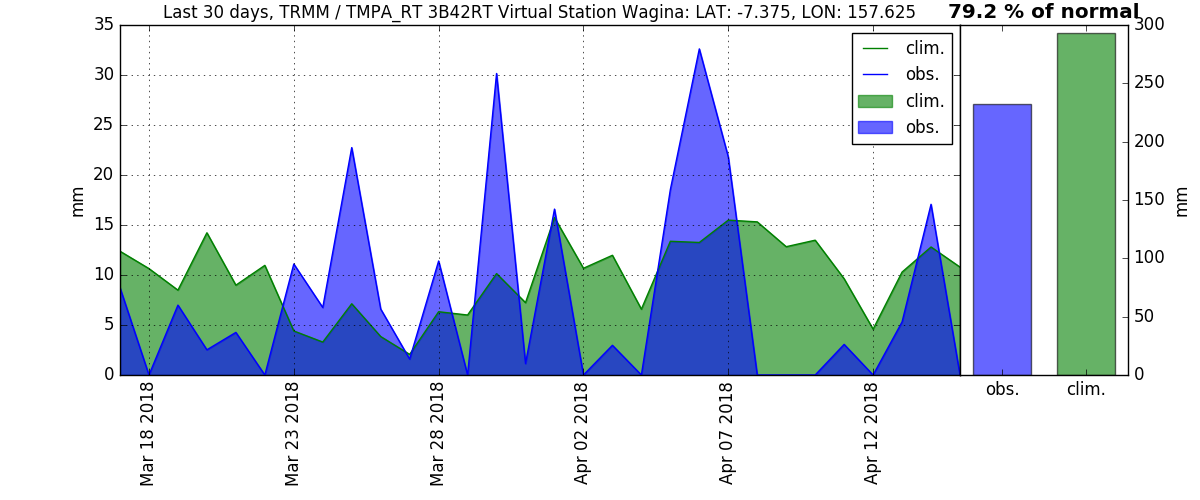 Last 30 days, TRMM / TMPA_RT 3B42RT Virtual Station Wagina: LAT: -7.375, LON: 157.625
79.2 % of normal
35
30
25
20
15
10
5
0
mm
clim.
obs.
clim.
obs.
Mar 18 2018
Mar 23 2018
Mar 28 2018
Apr 02 2018
Apr 07 2018
Apr 12 2018
300
250
200
150
100
50
0
mm
obs.
clim.